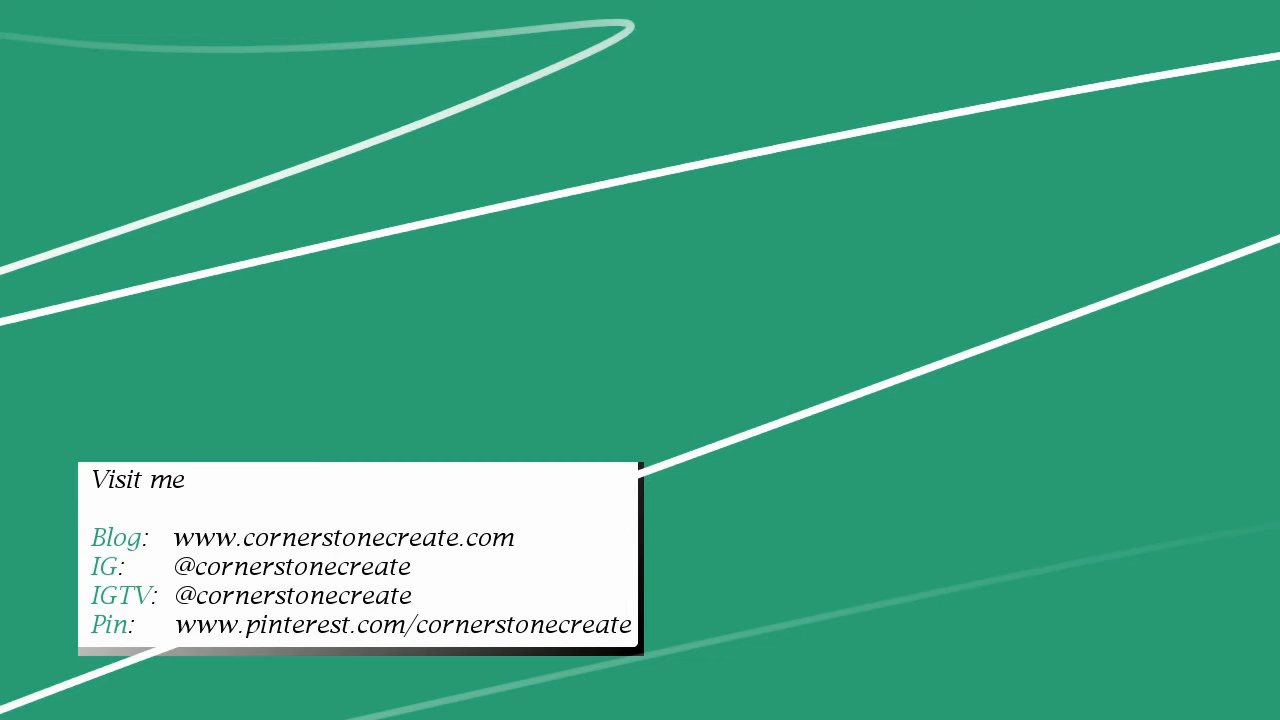 Visit me
Blog: www.cornerstonecreate.com
IG: @cornerstonecreate
IGTV: @cornerstonecreate
Pin: www.pinterest.com/cornerstonecreate